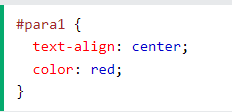 #para1 {
  text-align: center;
  color: red;
}